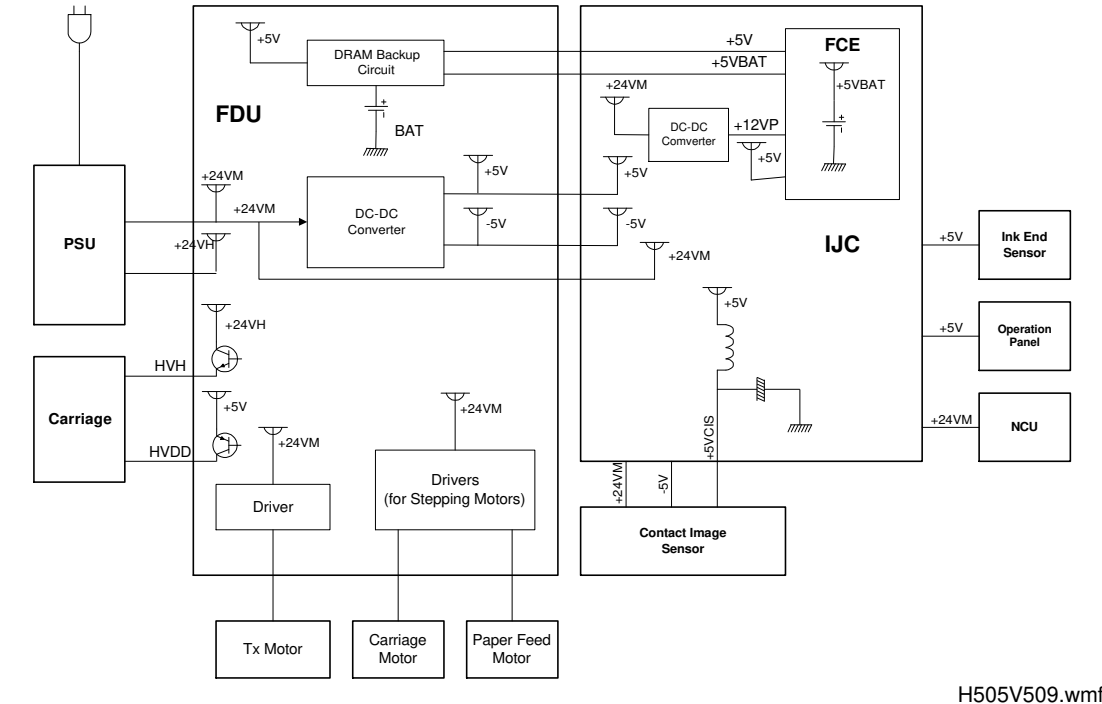 +5V
DRAM Backup
Circuit
+5V
+5VBAT
FCE
+5VBAT
+
-
FDU
+
-
BAT
+24VM
DC-DC
Comverter
+12VP
+5V
+24VM
+24VM
+5V
+5V
DC-DC
Converter
-5V
-5V
PSU
+24VH
+24VM
IJC
+5V
Ink End
Sensor
+5V
+24VH
HVH
+5V
Operation
Panel
Carriage
+5V
HVDD
+24VM
+24VM
+5VCIS
+24VM
NCU
Driver
Drivers
(for Stepping Motors)
+24VM
-5V
Contact Image
Sensor
Tx Motor
Carriage
Motor
Paper Feed
Motor
H505V509.wmf